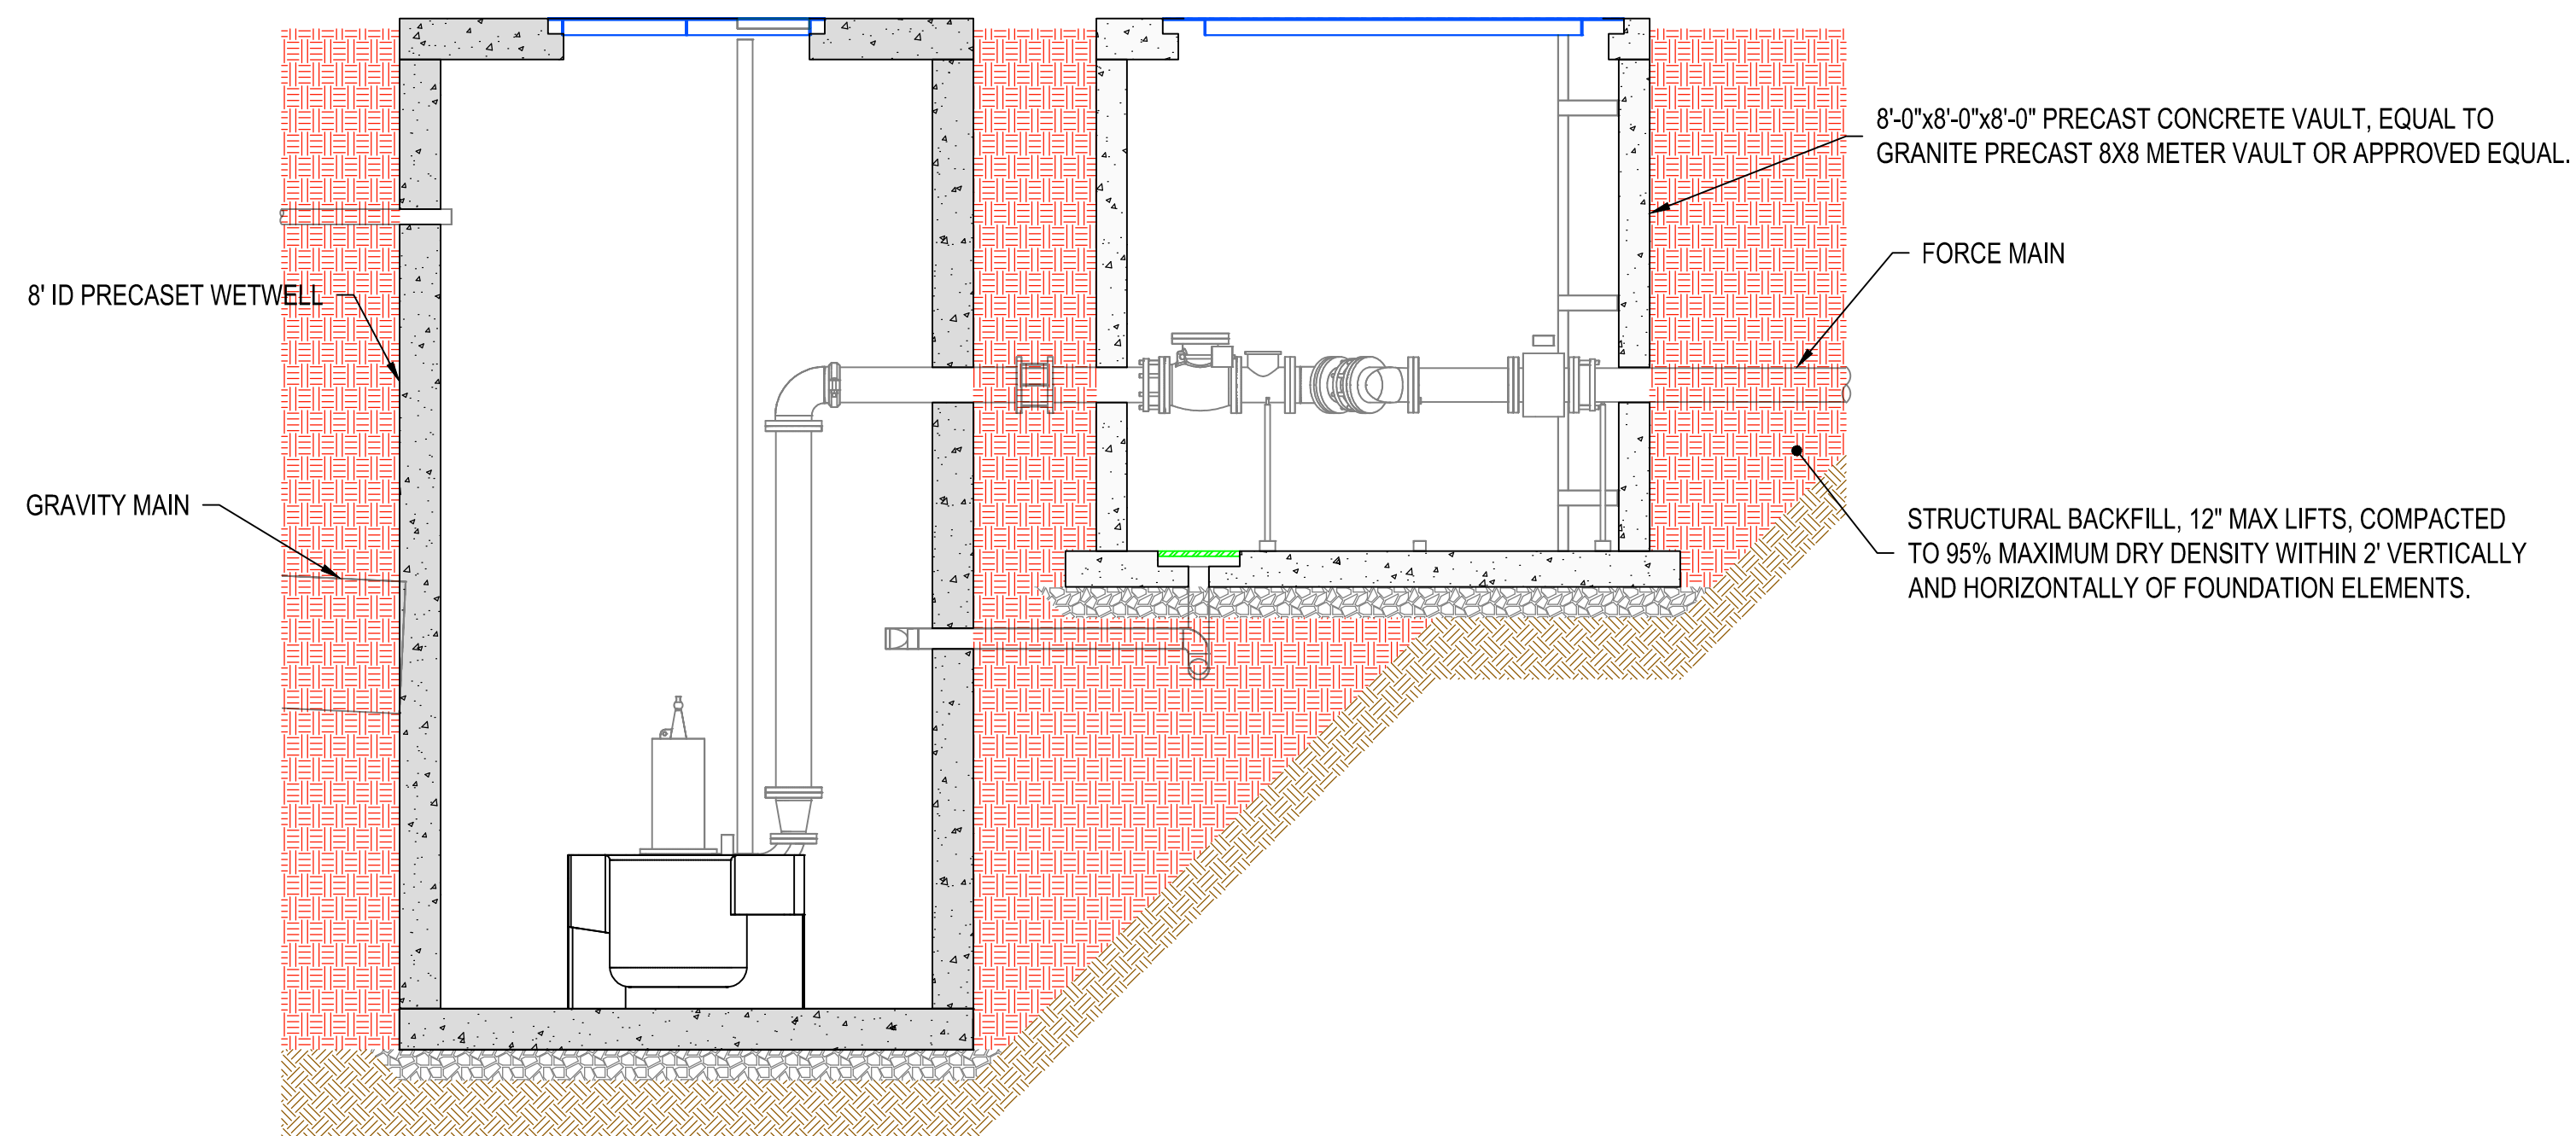 8'-0"x8'-0"x8'-0" PRECAST CONCRETE VAULT, EQUAL TO
GRANITE PRECAST 8X8 METER VAULT OR APPROVED EQUAL.
FORCE MAIN
8' ID PRECASET WETWELL
GRAVITY MAIN
STRUCTURAL BACKFILL, 12" MAX LIFTS, COMPACTED
TO 95% MAXIMUM DRY DENSITY WITHIN 2' VERTICALLY
AND HORIZONTALLY OF FOUNDATION ELEMENTS.